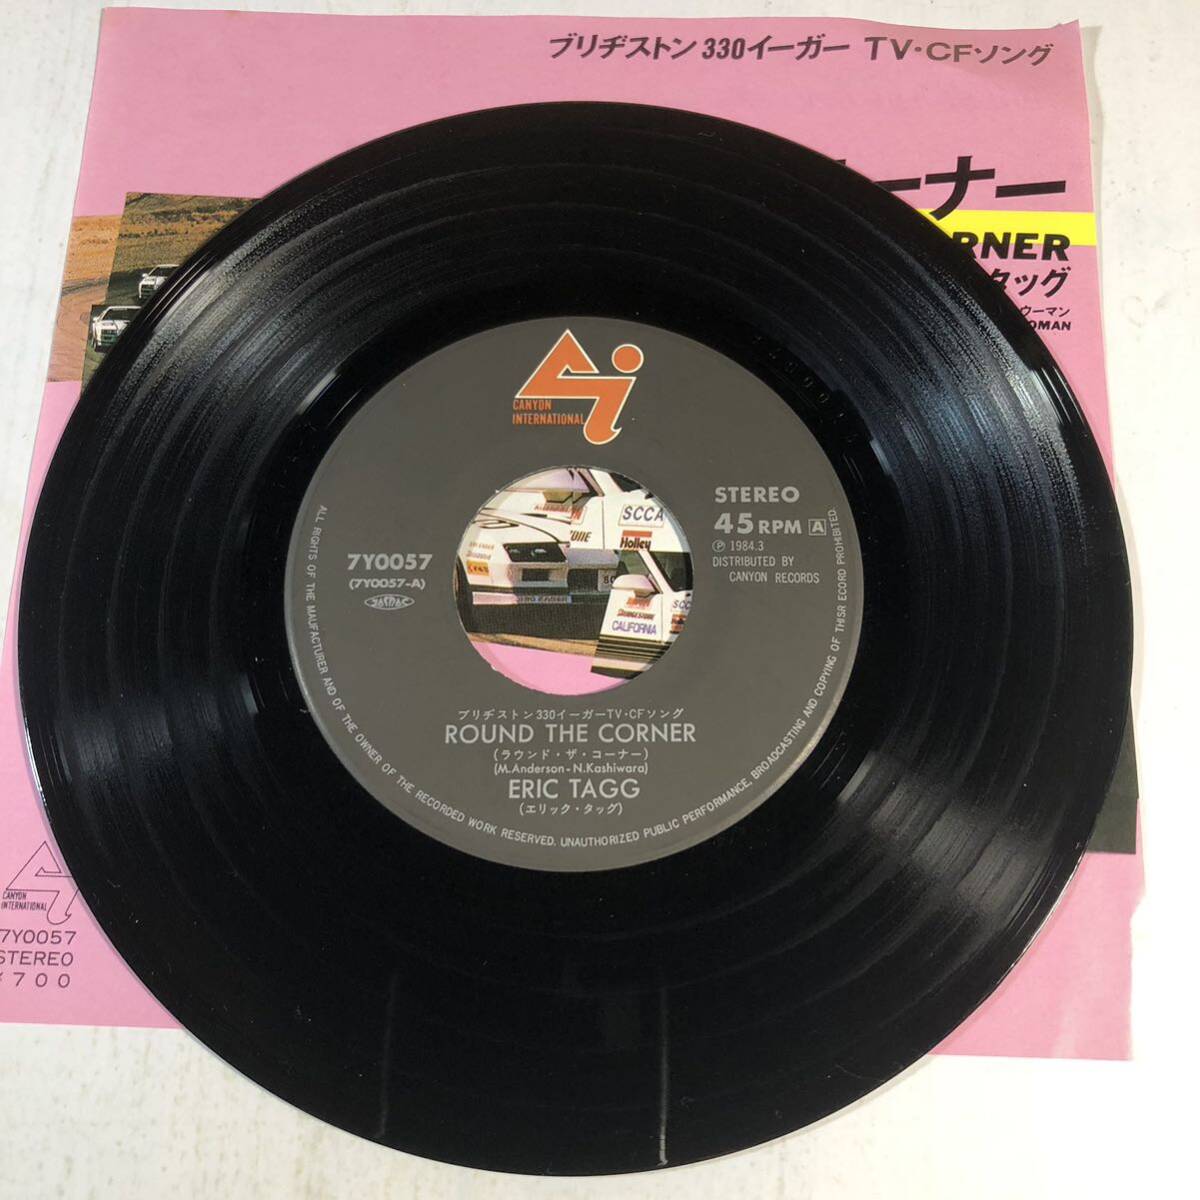 ブリヂストン330イーガー TV・CFソング
ーナー
ORNER
タッグ
ウーマン
OMAN
CANYON
INTERNATIONAL
STEREO
45 RPM A
Ⓟ 1984.3
DISTRIBUTED BY
CANYON RECORDS
7Y0057
(7Y0057-A)
SCCA
Holley
SCC
BRIDGESTONE
CALIFORNIA
ブリヂストン330イーガーTV・CFソング
ROUND THE CORNER
(ラウンド・ザ・コーナー)
(M.Anderson-N.Kashiwara)
ERIC TAGG
(エリック・タッグ)
ALL RIGHTS OF THE MAUFACTURER AND OF THE OWNER OF THE RECORDED WORK RESERVED. UNAUTHORIZED PUBLIC PERFORMANCE, BROADCASTING AND COPYING OF THISR ECORD PROHIBITED.
CANYON
INTERNATIONAL
7Y0057
STEREO
¥700